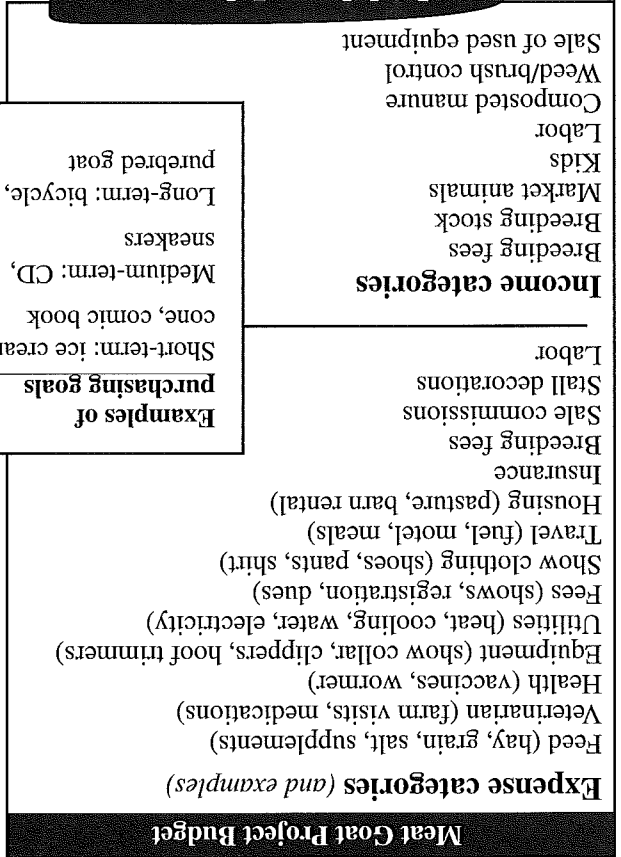 Meat Goat Project Budget
Expense categories (and examples)
Feed (hay, grain, salt, supplements)
Veterinarian (farm visits, medications)
Health (vaccines, wormer)
Equipment (show collar, clippers, hoof trimmers)
Utilities (heat, cooling, water, electricity)
Fees (shows, registration, dues)
Show clothing (shoes, pants, shirt)
Travel (fuel, motel, meals)
Housing (pasture, barn rental)
Insurance
Breeding fees
Sale commissions
Stall decorations
Labor
Income categories
Breeding fees
Breeding stock
Market animals
Kids
Labor
Composted manure
Weed/brush control
Sale of used equipment
Examples of
purchasing goals
Short-term: ice cream
cone, comic book
Medium-term: CD,
sneakers
Long-term: bicycle,
purebred goat